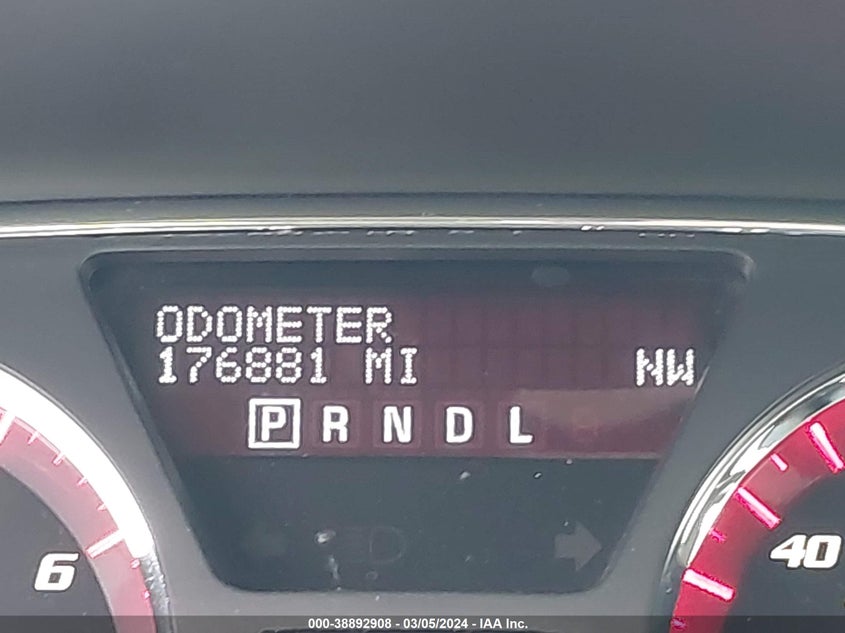 ODOMETER
176881 MI NW
P R N D L
6
40
000-38892908 - 03/05/2024 - IAA Inc.